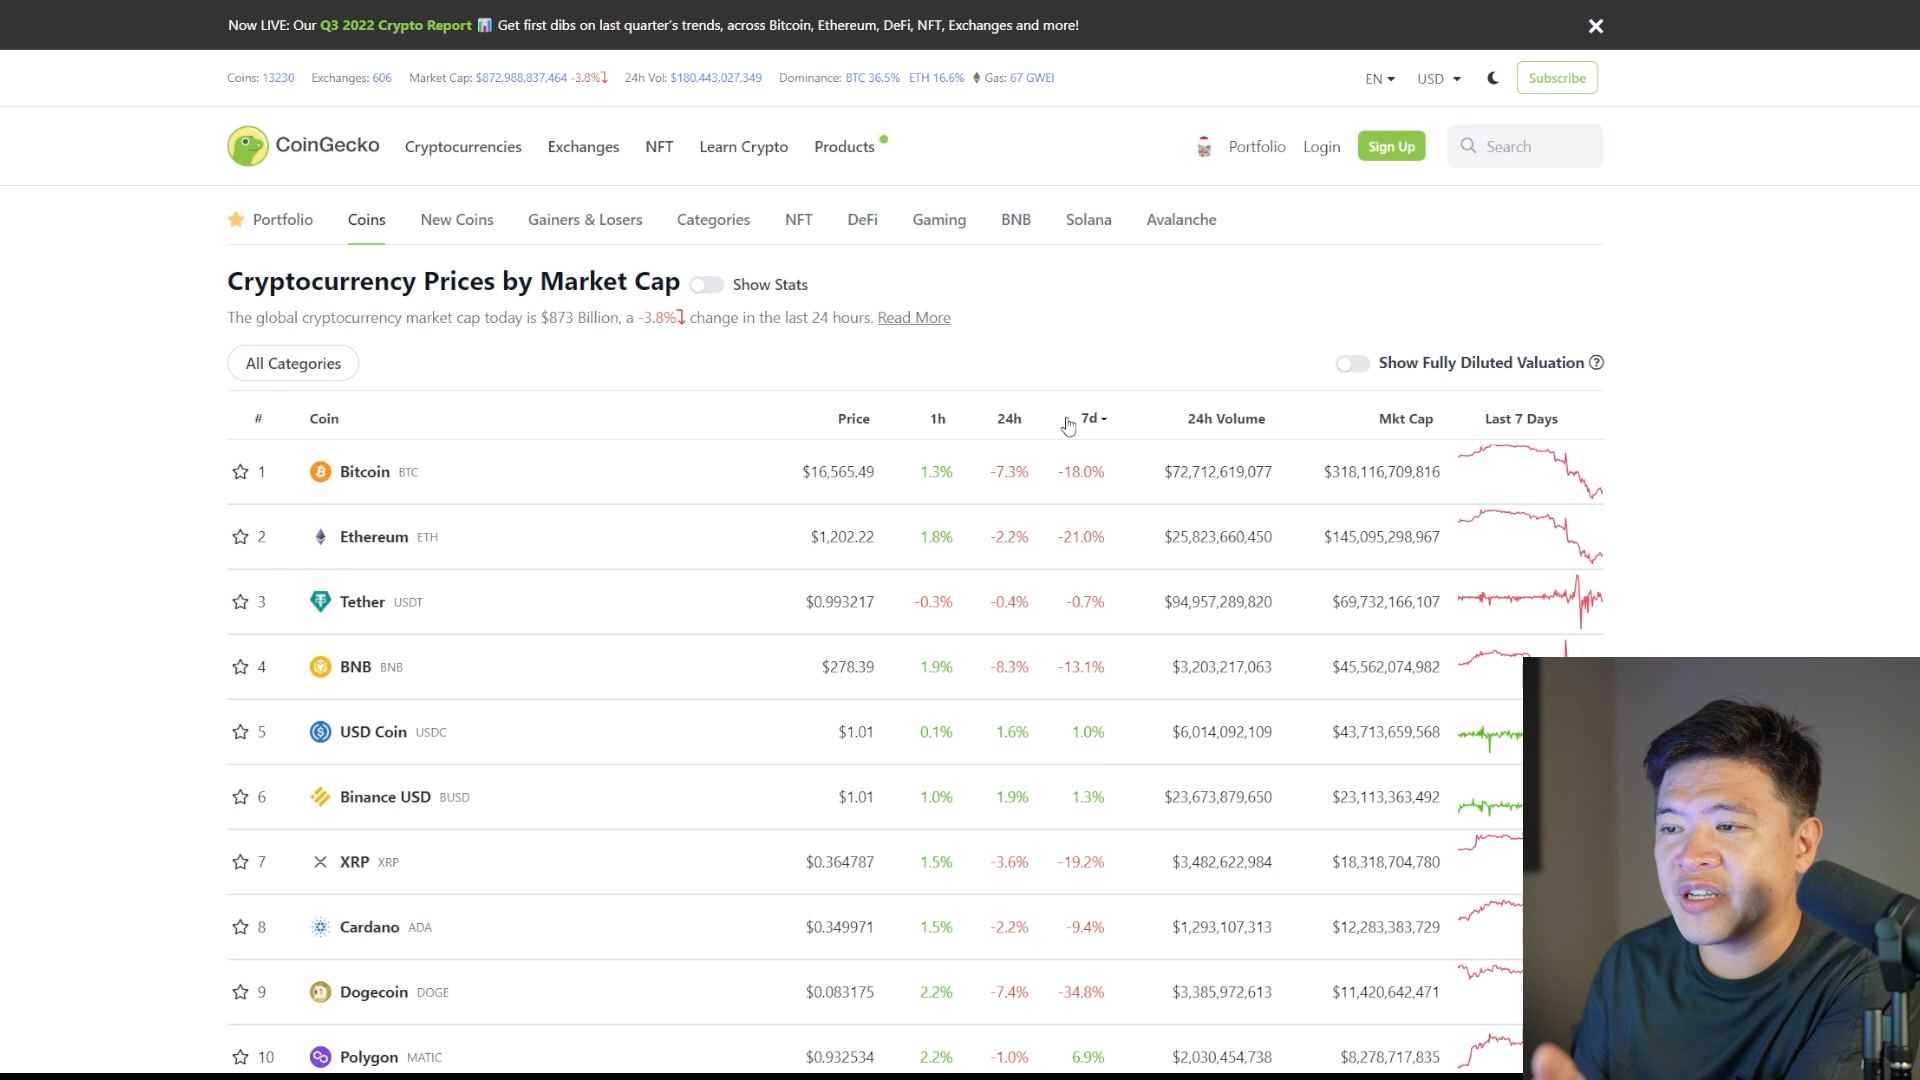 Now LIVE: Our Q3 2022 Crypto Report 📊 Get first dibs on last quarter's trends, across Bitcoin, Ethereum, DeFi, NFT, Exchanges and more!
Coins: 13230 Exchanges: 606 Market Cap: $872,988,837,464 -3.8% 24h Vol: $180,443,027,349 Dominance: BTC 36.5% ETH 16.6% Gas: 67 GWEI EN USD Subscribe
CoinGecko Cryptocurrencies Exchanges NFT Learn Crypto Products Portfolio Login Sign Up Search
Portfolio Coins New Coins Gainers & Losers Categories NFT DeFi Gaming BNB Solana Avalanche
Cryptocurrency Prices by Market Cap Show Stats
The global cryptocurrency market cap today is $873 Billion, a -3.8% change in the last 24 hours. Read More
All Categories Show Fully Diluted Valuation ?
# Coin Price 1h 24h 7d 24h Volume Mkt Cap Last 7 Days
1 Bitcoin BTC $16,565.49 1.3% -7.3% -18.0% $72,712,619,077 $318,116,709,816
2 Ethereum ETH $1,202.22 1.8% -2.2% -21.0% $25,823,660,450 $145,095,298,967
3 Tether USDT $0.993217 -0.3% -0.4% -0.7% $94,957,289,820 $69,732,166,107
4 BNB BNB $278.39 1.9% -8.3% -13.1% $3,203,217,063 $45,562,074,982
5 USD Coin USDC $1.01 0.1% 1.6% 1.0% $6,014,092,109 $43,713,659,568
6 Binance USD BUSD $1.01 1.0% 1.9% 1.3% $23,673,879,650 $23,113,363,492
7 XRP XRP $0.364787 1.5% -3.6% -19.2% $3,482,622,984 $18,318,704,780
8 Cardano ADA $0.349971 1.5% -2.2% -9.4% $1,293,107,313 $12,283,383,729
9 Dogecoin DOGE $0.083175 2.2% -7.4% -34.8% $3,385,972,613 $11,420,642,471
10 Polygon MATIC $0.932534 2.2% -1.0% 6.9% $2,030,454,738 $8,278,717,835